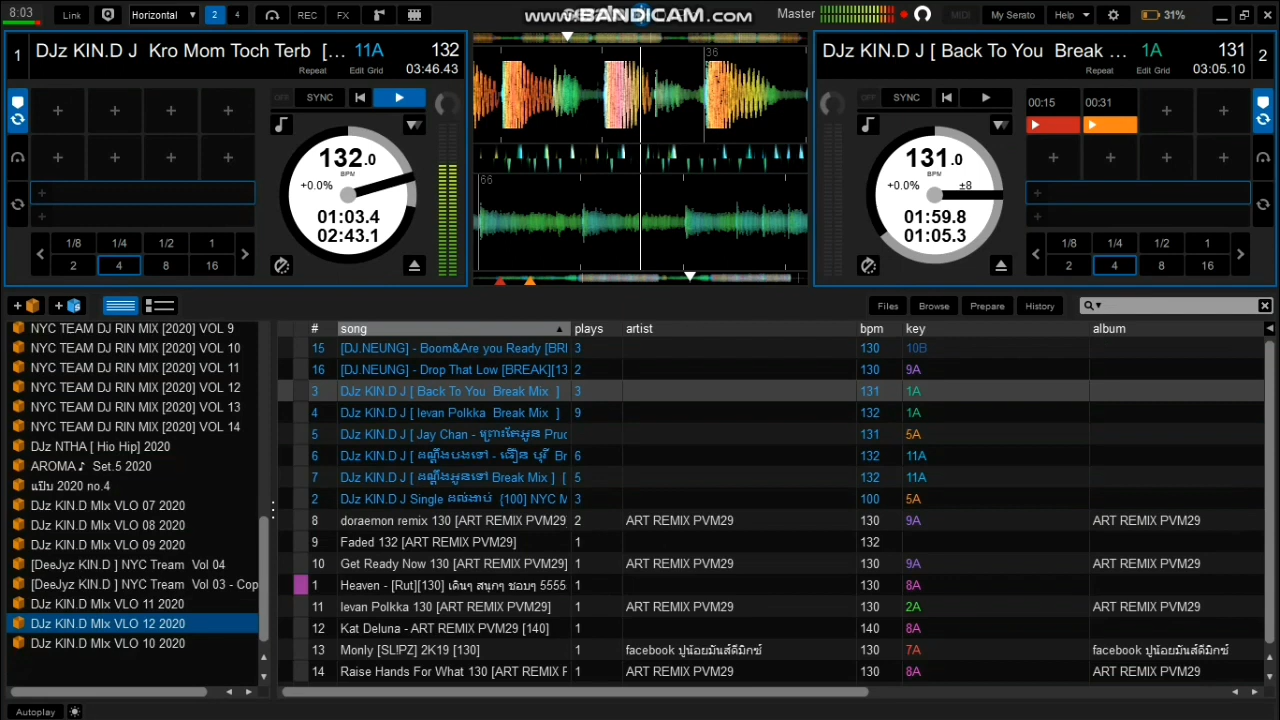 8:03 Link Horizontal 2 4 REC FX www.BANDICAM.com Master MIDI My Serato Help 31%
1 DJz KIN.D J Kro Mom Toch Terb [... 11A 132
Repeat Edit Grid 03:46.43
OFF SYNC
132.0
BPM
+0.0%
01:03.4
02:43.1
1/8 1/4 1/2 1
2 4 8 16
36
66
DJz KIN.D J [ Back To You Break ... 1A 131 2
Repeat Edit Grid 03:05.10
OFF SYNC
131.0
BPM
+0.0% ±8
01:59.8
01:05.3
00:15 00:31
1/8 1/4 1/2 1
2 4 8 16
Files Browse Prepare History
NYC TEAM DJ RIN MIX [2020] VOL 9
NYC TEAM DJ RIN MIX [2020] VOL 10
NYC TEAM DJ RIN MIX [2020] VOL 11
NYC TEAM DJ RIN MIX [2020] VOL 12
NYC TEAM DJ RIN MIX [2020] VOL 13
NYC TEAM DJ RIN MIX [2020] VOL 14
DJz NTHA [ Hio Hip] 2020
AROMA♪ Set.5 2020
แป๊บ 2020 no.4
DJz KIN.D MIx VLO 07 2020
DJz KIN.D MIx VLO 08 2020
DJz KIN.D MIx VLO 09 2020
[DeeJyz KIN.D ] NYC Tream Vol 04
[DeeJyz KIN.D ] NYC Tream Vol 03 - Cop
DJz KIN.D MIx VLO 11 2020
DJz KIN.D MIx VLO 12 2020
DJz KIN.D MIx VLO 10 2020
# song plays artist bpm key album
15 [DJ.NEUNG] - Boom&Are you Ready [BRE 3 130 10B
16 [DJ.NEUNG] - Drop That Low [BREAK][13 2 130 9A
3 DJz KIN.D J [ Back To You Break Mix ] 3 131 1A
4 DJz KIN.D J [ Ievan Polkka Break Mix ] 9 132 1A
5 DJz KIN.D J [ Jay Chan - ព្រោះតែអូន Prod 131 5A
6 DJz KIN.D J [ 6 132 11A
7 DJz KIN.D J [ Break Mix ] [ 5 132 11A
2 DJz KIN.D J Single [100] NYC M 3 100 5A
8 doraemon remix 130 [ART REMIX PVM29] 2 ART REMIX PVM29 130 9A ART REMIX PVM29
9 Faded 132 [ART REMIX PVM29] 1 132
10 Get Ready Now 130 [ART REMIX PVM29] 1 ART REMIX PVM29 130 9A ART REMIX PVM29
1 Heaven - [Rut][130] เดินๆ สนุกๆ ชอบๆ 5555 1 130 8A
11 Ievan Polkka 130 [ART REMIX PVM29] 1 ART REMIX PVM29 130 2A ART REMIX PVM29
12 Kat Deluna - ART REMIX PVM29 [140] 1 140 8A
13 Monly [SL!PZ] 2K19 [130] 1 facebook ปูน้อยมันส์ดีมิกซ์ 130 7A facebook ปูน้อยมันส์ดีมิกซ์
14 Raise Hands For What 130 [ART REMIX P 1 ART REMIX PVM29 130 8A ART REMIX PVM29
Autoplay